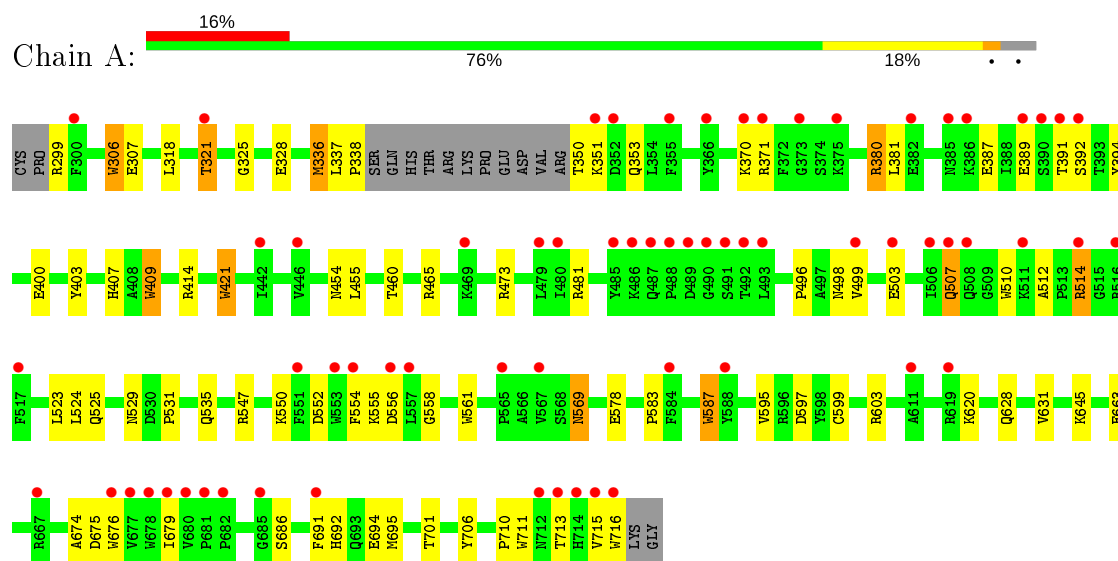 16%
Chain A:
76% 18% • •
CYS PRO R299 F300 W306 E307 L318 T321 G325 E328 M336 L337 P338 SER GLN HIS THR ARG LYS PRO GLU ASP VAL ARG T350 K351 D352 Q353 L354 F355 Y366 K370 R371 F372 G373 S374 K375 R380 L381 E382 N385 K386 E387 I388 E389 S390 T391 S392 T393 Y394
E400 Y403 H407 A408 W409 R414 W421 I442 V446 N454 L455 T460 R465 K469 R473 L479 I480 R481 Y485 K486 Q487 P488 D489 G490 S491 T492 L493 P496 A497 N498 V499 E503 I506 Q507 Q508 G509 W510 K511 A512 P513 R514 G515 R516
F517 L523 L524 Q525 N529 D530 P531 Q535 R547 K550 F551 D552 W553 F554 K555 D556 L557 G558 W561 P565 A566 V567 S568 N569 E578 P583 F584 W587 Y588 V595 R596 D597 Y598 C599 R603 A611 R619 K620 Q628 V631 K645
R667 A674 D675 W676 V677 W678 I679 V680 P681 P682 G685 S686 F691 H692 Q693 E694 M695 T701 Y706 P710 W711 N712 T713 H714 V715 W716 LYS GLY